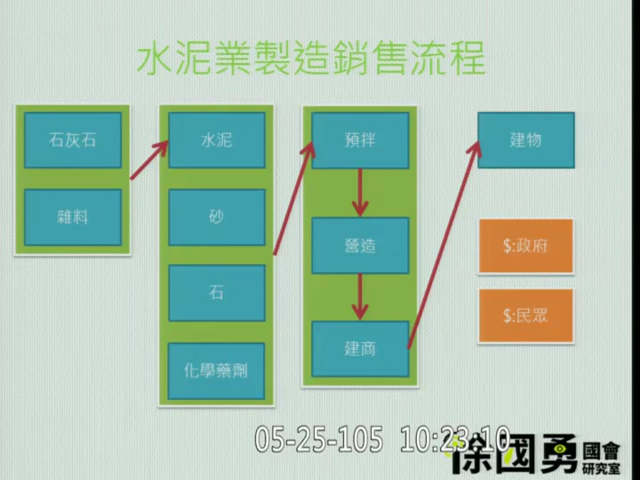 水泥業製造銷售流程
石灰石
雜料
水泥
砂
石
化學藥劑
預拌
營造
建商
建物
$:政府
$:民眾
05-25-105 10:23:10
徐國勇
國會
研究室